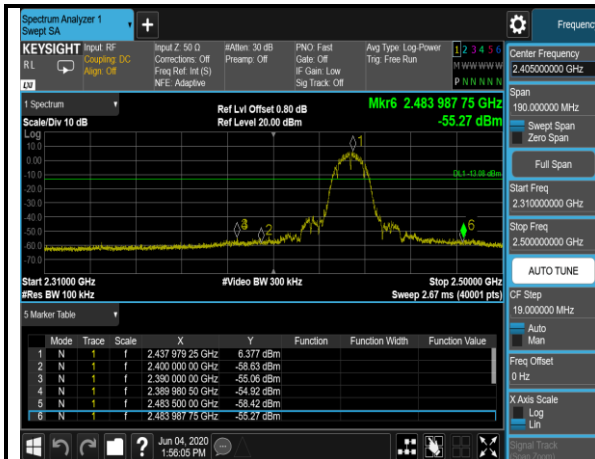 Spectrum Analyzer 1
Swept SA
Frequency
KEYSIGHT Input: RF Input Z: 50 Ω #Atten: 30 dB PNO: Fast Avg Type: Log-Power 1 2 3 4 5 6
RL Coupling: DC Corrections: Off Preamp: Off Gate: Off Trig: Free Run M W W W W W
Align: Off Freq Ref: Int (S) IF Gain: Low
NFE: Adaptive Sig Track: Off P N N N N N
LXI
1 Spectrum
Ref Lvl Offset 0.80 dB Mkr6 2.483 987 75 GHz
Scale/Div 10 dB Ref Level 20.00 dBm -55.27 dBm
Log
10.0
0.00
-10.0
-20.0
-30.0
-40.0
-50.0
-60.0
-70.0
1
DL1 -13.06 dBm
2
6
Start 2.31000 GHz #Video BW 300 kHz Stop 2.50000 GHz
#Res BW 100 kHz Sweep 2.67 ms (40001 pts)
5 Marker Table
Mode Trace Scale X Y Function Function Width Function Value
1 N 1 f 2.437 979 25 GHz 6.377 dBm
2 N 1 f 2.400 000 00 GHz -58.63 dBm
3 N 1 f 2.390 000 00 GHz -55.06 dBm
4 N 1 f 2.389 980 50 GHz -54.92 dBm
5 N 1 f 2.483 500 00 GHz -58.42 dBm
6 N 1 f 2.483 987 75 GHz -55.27 dBm
Jun 04, 2020
1:56:05 PM
?
Center Frequency
2.405000000 GHz
Span
190.000000 MHz
Swept Span
Zero Span
Full Span
Start Freq
2.310000000 GHz
Stop Freq
2.500000000 GHz
AUTO TUNE
CF Step
19.000000 MHz
Auto
Man
Freq Offset
0 Hz
X Axis Scale
Log
Lin
Signal Track
(Span Zoom)